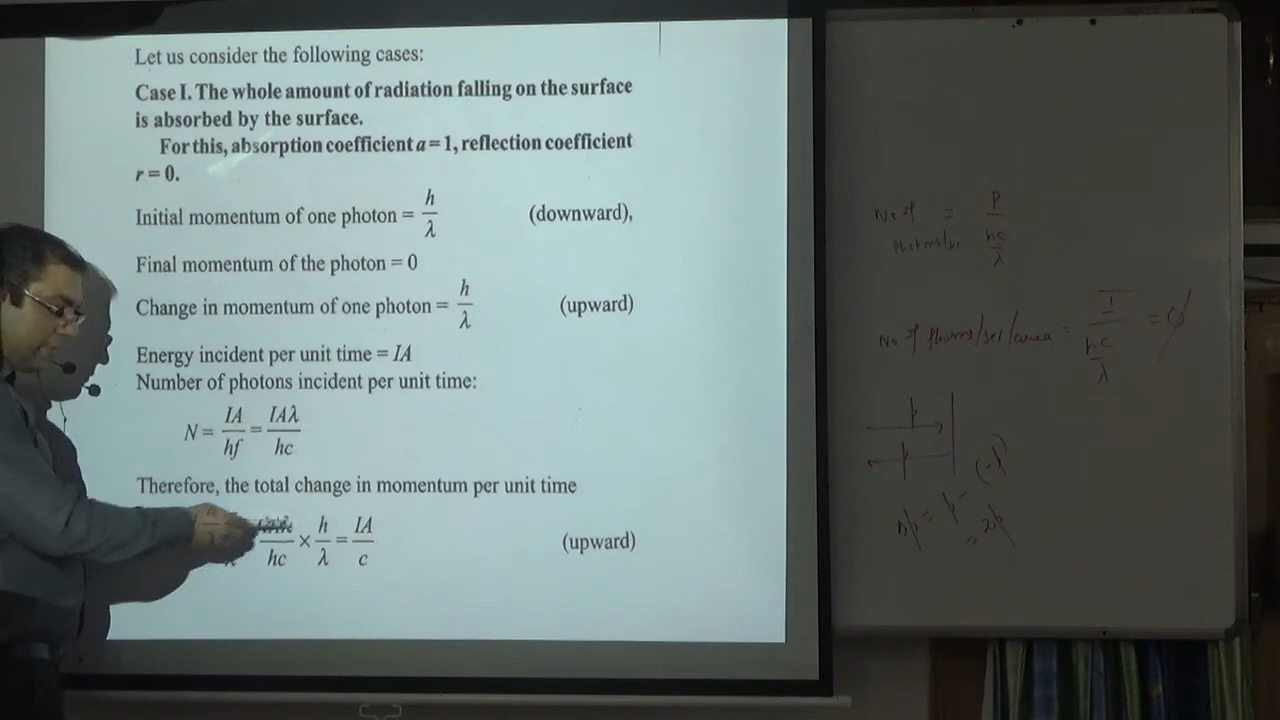 Let us consider the following cases:
Case I. The whole amount of radiation falling on the surface
is absorbed by the surface.
For this, absorption coefficient a = 1, reflection coefficient
r = 0.
Initial momentum of one photon = h/λ (downward),
Final momentum of the photon = 0
Change in momentum of one photon = h/λ (upward)
Energy incident per unit time = IA
Number of photons incident per unit time:
N = IA/hf = IAλ/hc
Therefore, the total change in momentum per unit time
hc × h/λ = IA/c (upward)
No of = P
photons/sec hc/λ
No of photons/sec/area = I/(hc/λ) =